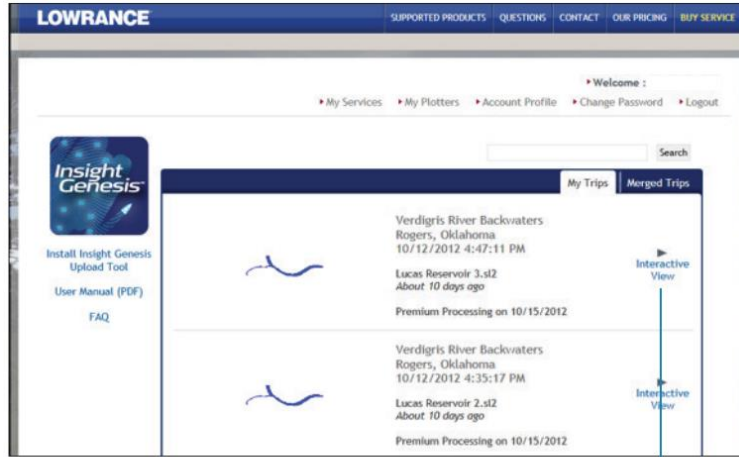 LOWRANCE
SUPPORTED PRODUCTS QUESTIONS CONTACT OUR PRICING BUY SERVICE
Welcome :
My Services My Plotters Account Profile Change Password Logout
Search
My Trips Merged Trips
Insight
Genesis
Install Insight Genesis
Upload Tool
User Manual (PDF)
FAQ
Verdigris River Backwaters
Rogers, Oklahoma
10/12/2012 4:47:11 PM
Lucas Reservoir 3.sl2
About 10 days ago
Premium Processing on 10/15/2012
Interactive
View
Verdigris River Backwaters
Rogers, Oklahoma
10/12/2012 4:35:17 PM
Lucas Reservoir 2.sl2
About 10 days ago
Premium Processing on 10/15/2012
Interactive
View